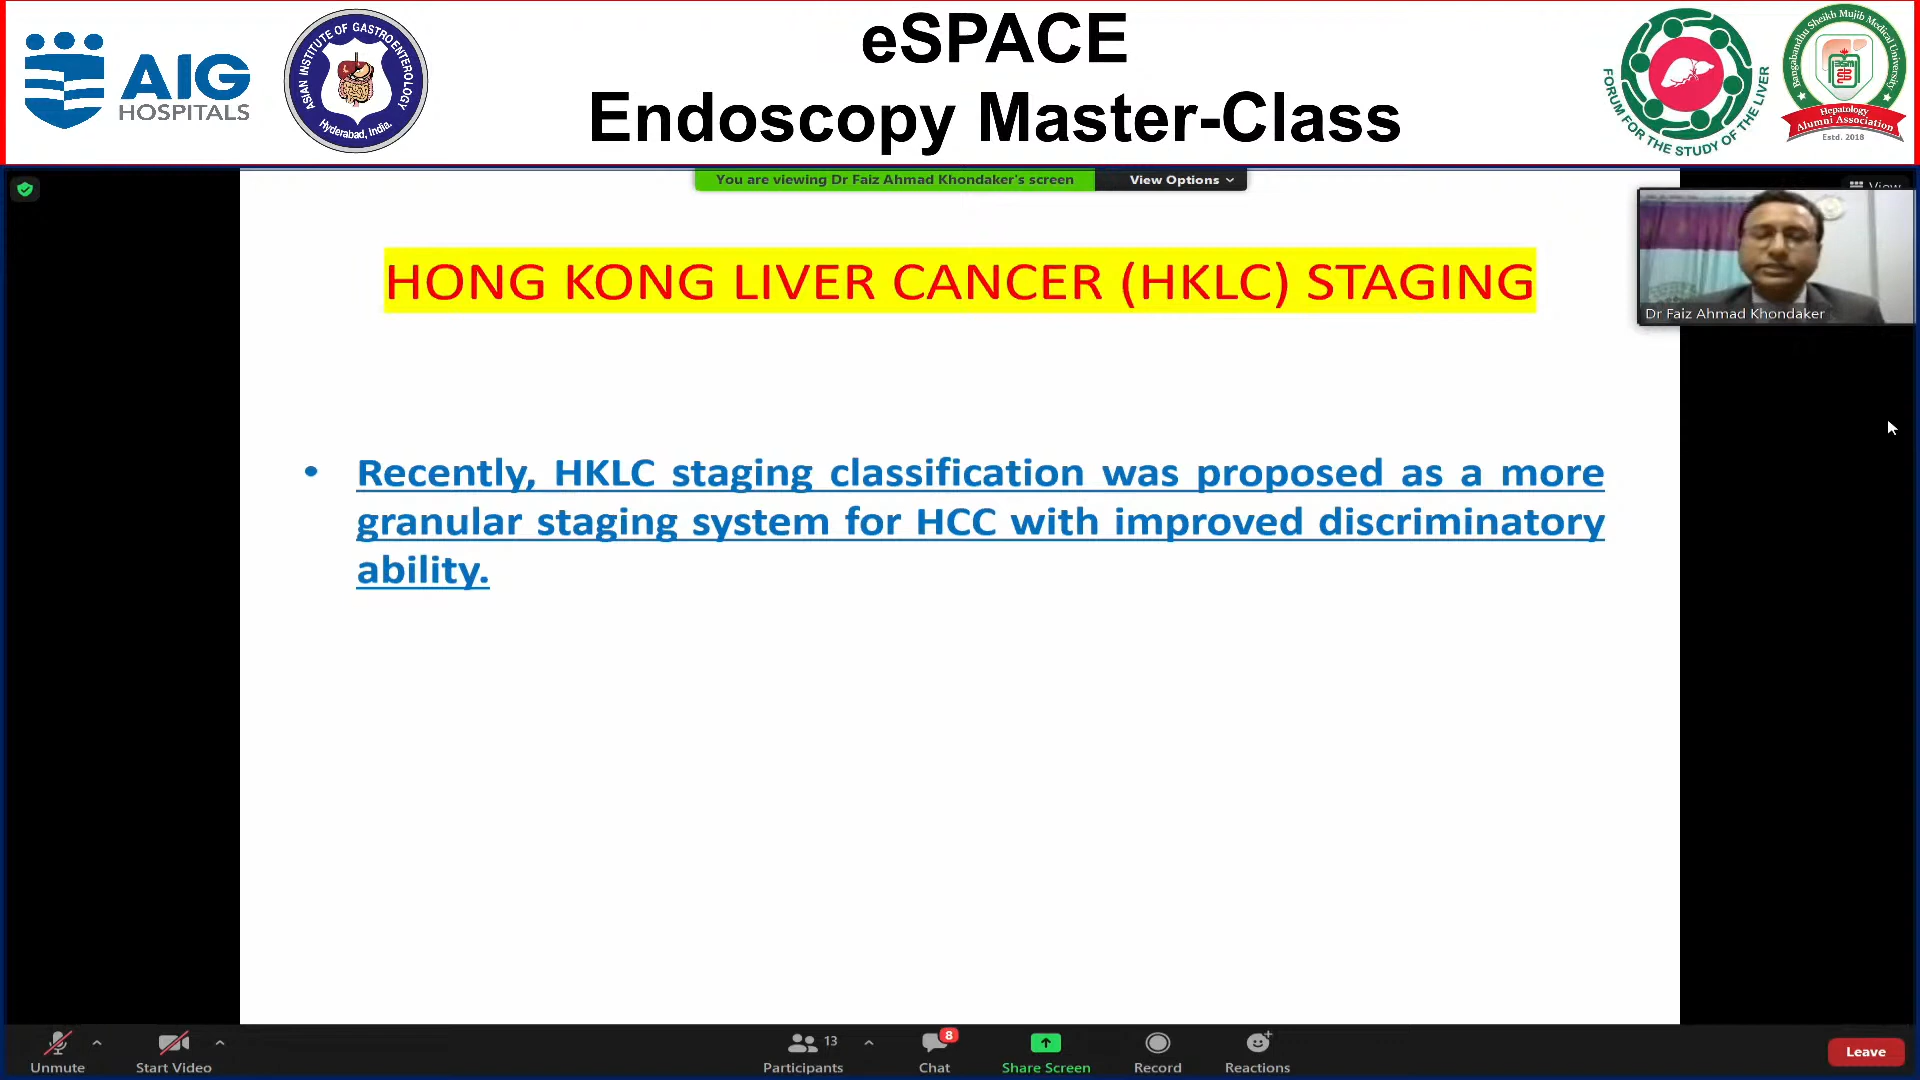 eSPACE
Endoscopy Master-Class
AIG
HOSPITALS
ASIAN INSTITUTE OF GASTROENTEROLOGY
Hyderabad, India.
FORUM FOR THE STUDY OF THE LIVER
Bangabandhu Sheikh Mujib Medical University
Hepatology
Alumni Association
Estd. 2018
You are viewing Dr Faiz Ahmad Khondaker's screen
View Options
View
HONG KONG LIVER CANCER (HKLC) STAGING
Dr Faiz Ahmad Khondaker
• Recently, HKLC staging classification was proposed as a more
granular staging system for HCC with improved discriminatory
ability.
Unmute
Start Video
13
Participants
8
Chat
Share Screen
Record
Reactions
Leave